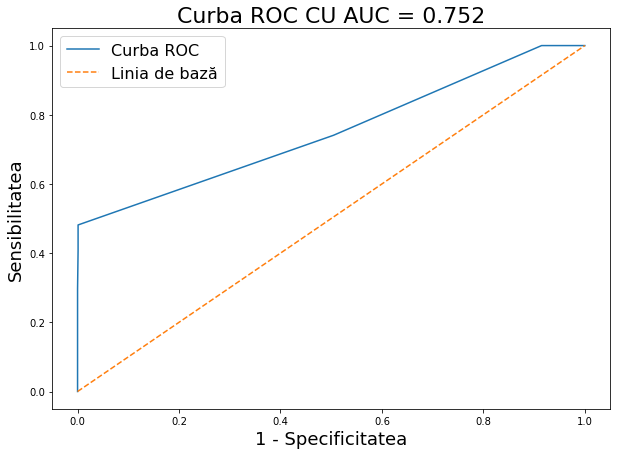 Curba ROC CU AUC = 0.752
Curba ROC
Linia de bază
Sensibilitatea
1.0
0.8
0.6
0.4
0.2
0.0
0.0 0.2 0.4 0.6 0.8 1.0
1 - Specificitatea